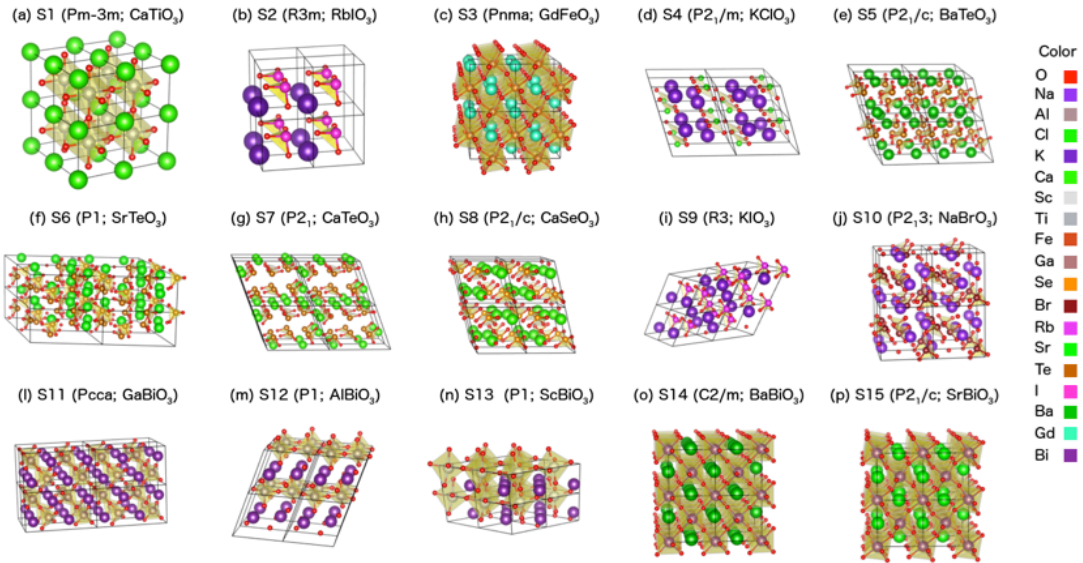 (a) S1 (Pm-3m; CaTiO₃)
(b) S2 (R3m; RbIO₃)
(c) S3 (Pnma; GdFeO₃)
(d) S4 (P2₁/m; KClO₃)
(e) S5 (P2₁/c; BaTeO₃)
(f) S6 (P1; SrTeO₃)
(g) S7 (P2₁; CaTeO₃)
(h) S8 (P2₁/c; CaSeO₃)
(i) S9 (R3; KIO₃)
(j) S10 (P2₁3; NaBrO₃)
(l) S11 (Pcca; GaBiO₃)
(m) S12 (P1; AlBiO₃)
(n) S13 (P1; ScBiO₃)
(o) S14 (C2/m; BaBiO₃)
(p) S15 (P2₁/c; SrBiO₃)
Color
O
Na
Al
Cl
K
Ca
Sc
Ti
Fe
Ga
Se
Br
Rb
Sr
Te
I
Ba
Gd
Bi